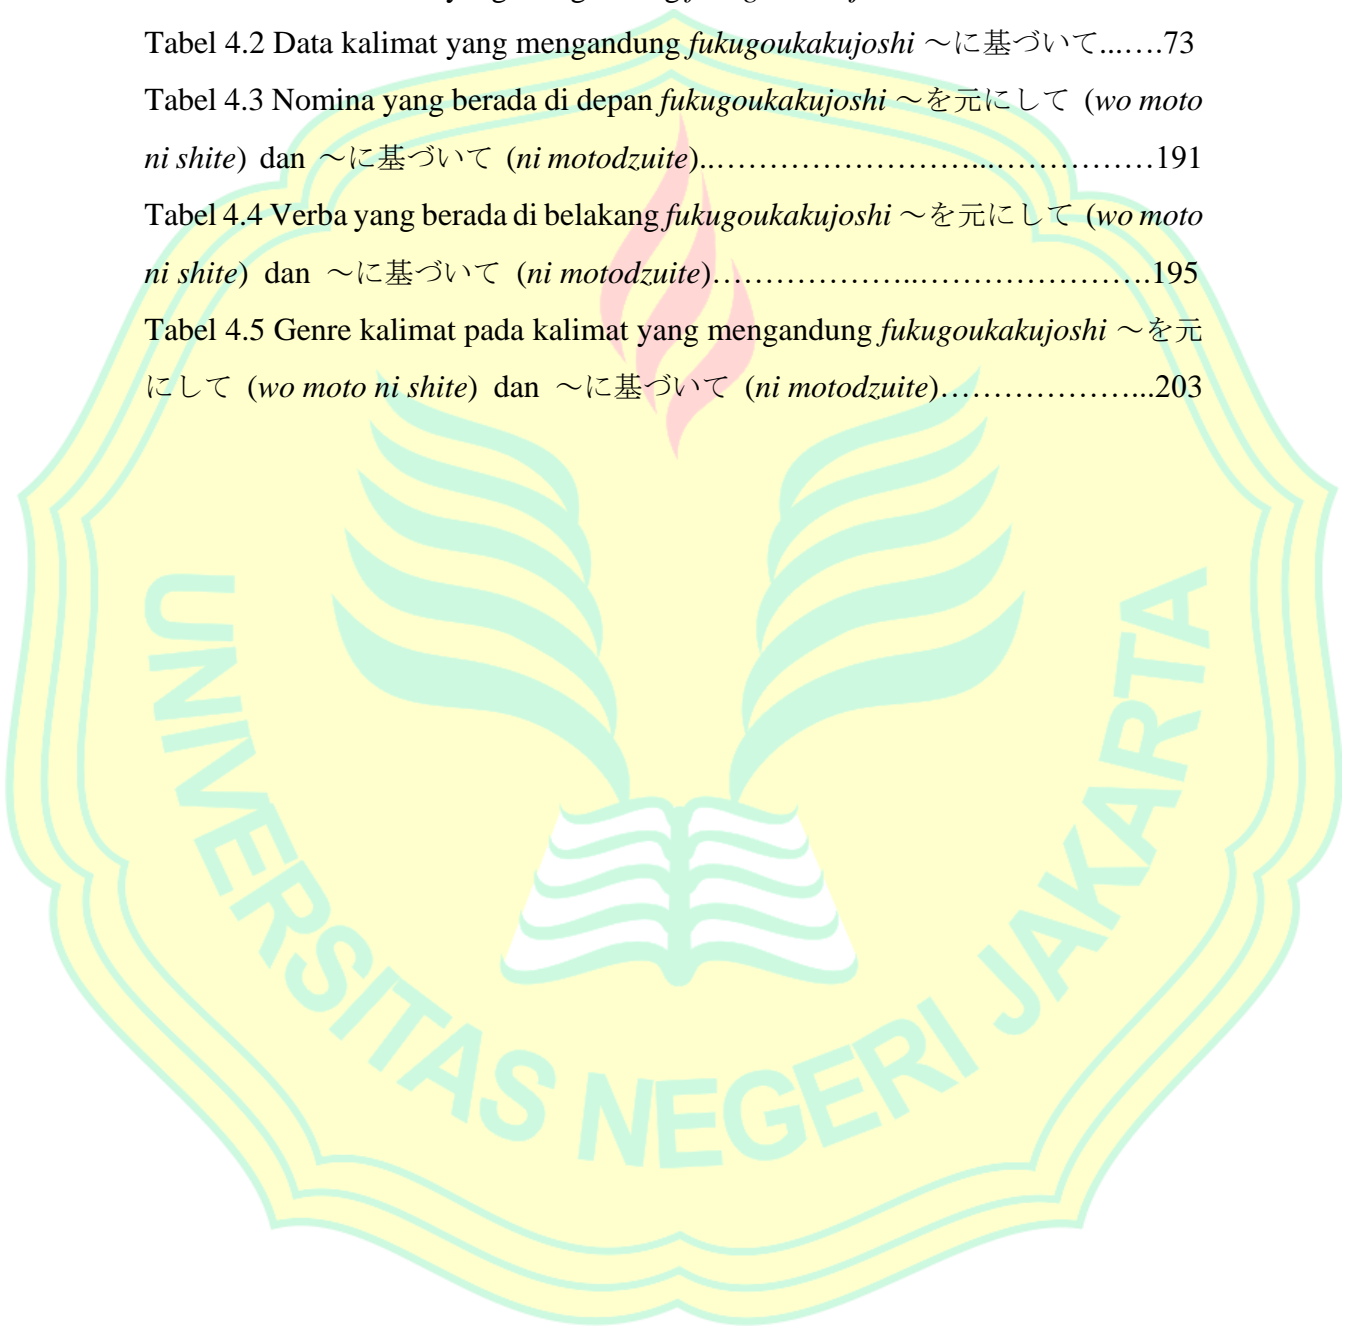 Tabel 4.2 Data kalimat yang mengandung fukugoukakujoshi ～に基づいて...….73
Tabel 4.3 Nomina yang berada di depan fukugoukakujoshi ～を元にして (wo moto
ni shite) dan ～に基づいて (ni motodzuite)..……………………...……………191
Tabel 4.4 Verba yang berada di belakang fukugoukakujoshi ～を元にして (wo moto
ni shite) dan ～に基づいて (ni motodzuite)………………..………………….195
Tabel 4.5 Genre kalimat pada kalimat yang mengandung fukugoukakujoshi ～を元
にして (wo moto ni shite) dan ～に基づいて (ni motodzuite)………………...203
UNIVERSITAS NEGERI JAKARTA